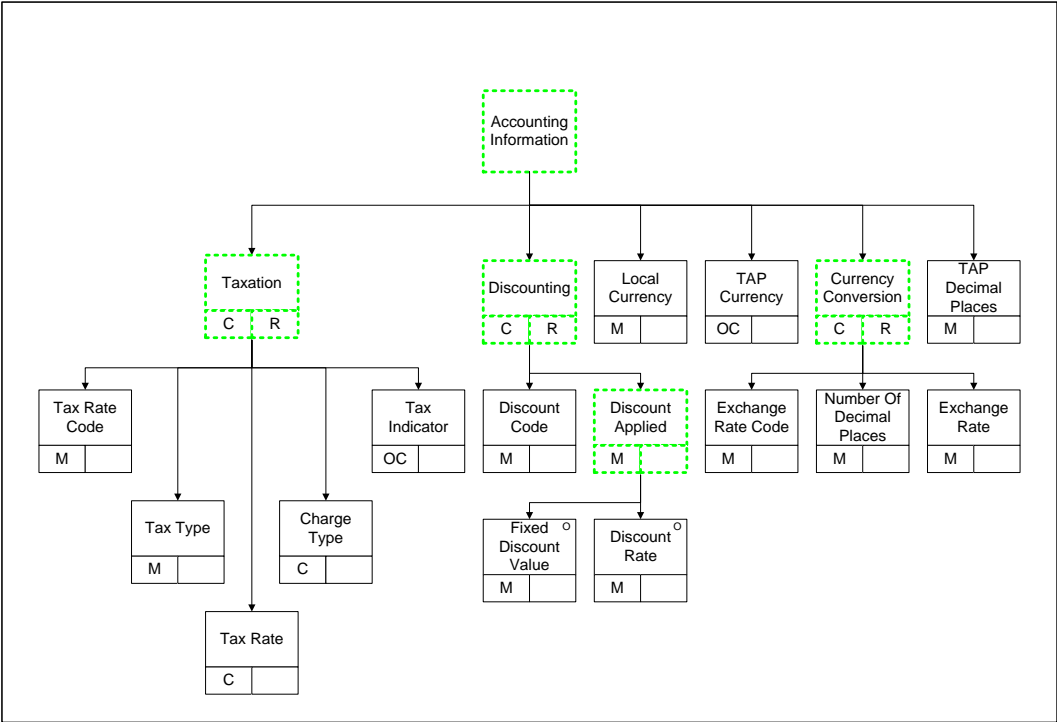 Accounting
Information
Taxation
C R
Discounting
C R
Local
Currency
M
TAP
Currency
OC
Currency
Conversion
C R
TAP
Decimal
Places
M
Tax Rate
Code
M
Tax
Indicator
OC
Discount
Code
M
Discount
Applied
M
Exchange
Rate Code
M
Number Of
Decimal
Places
M
Exchange
Rate
M
Tax Type
M
Charge
Type
C
Fixed O
Discount
Value
M
Discount O
Rate
M
Tax Rate
C